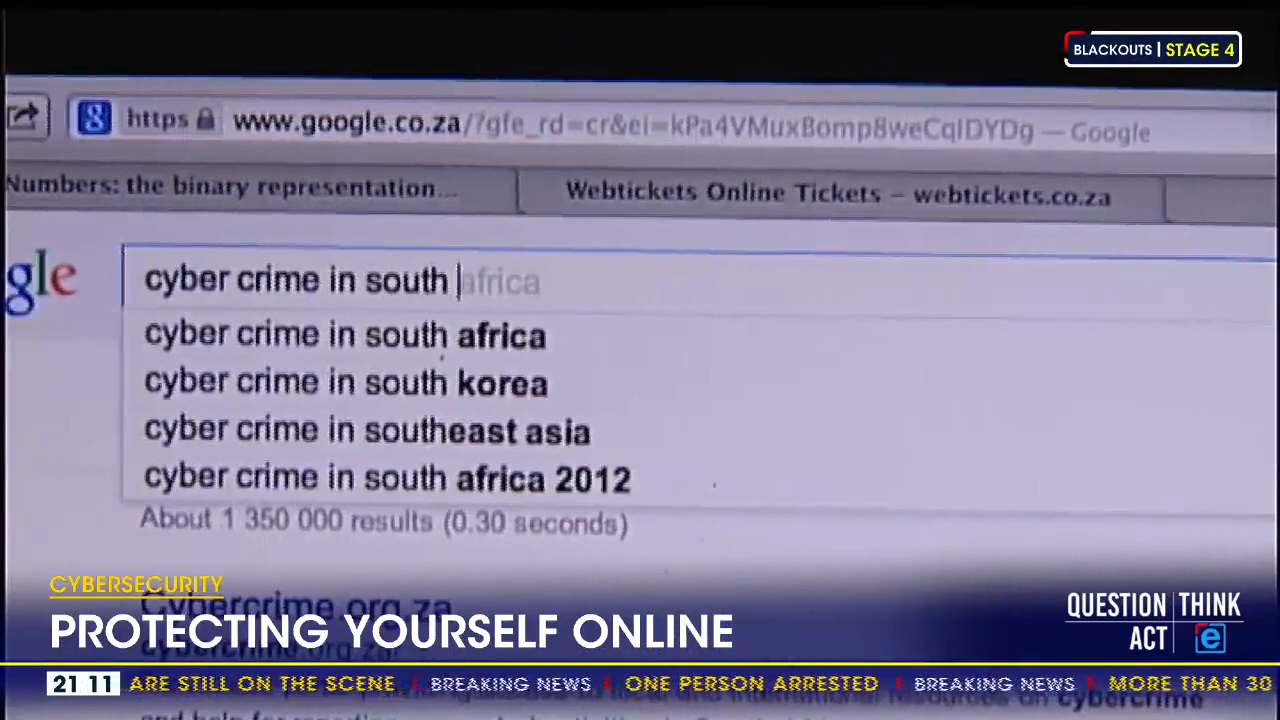 BLACKOUTS | STAGE 4
https www.google.co.za/?gfe_rd=cr&ei=kPa4VMuxBomp8weCqIDYDg — Google
Numbers: the binary representation...
Webtickets Online Tickets – webtickets.co.za
gle
cyber crime in south africa
cyber crime in south africa
cyber crime in south korea
cyber crime in southeast asia
cyber crime in south africa 2012
About 1 350 000 results (0.30 seconds)
CYBERSECURITY
Cybercrime.org.za
PROTECTING YOURSELF ONLINE
QUESTION THINK
ACT e
21 11 ARE STILL ON THE SCENE BREAKING NEWS ONE PERSON ARRESTED BREAKING NEWS MORE THAN 30
cybercrime